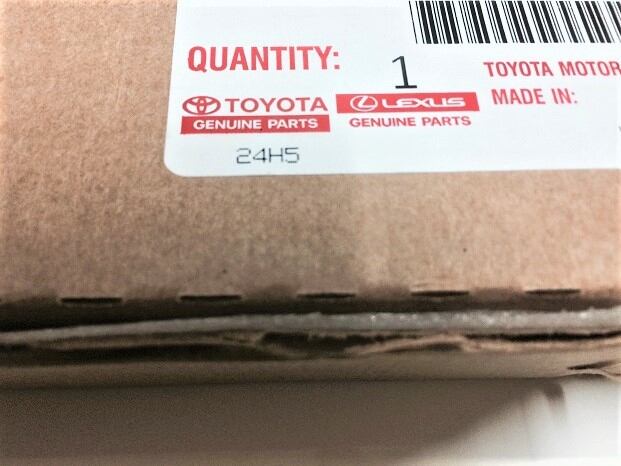 QUANTITY: 1
TOYOTA MOTOR
MADE IN:
TOYOTA
GENUINE PARTS
LEXUS
GENUINE PARTS
24H5